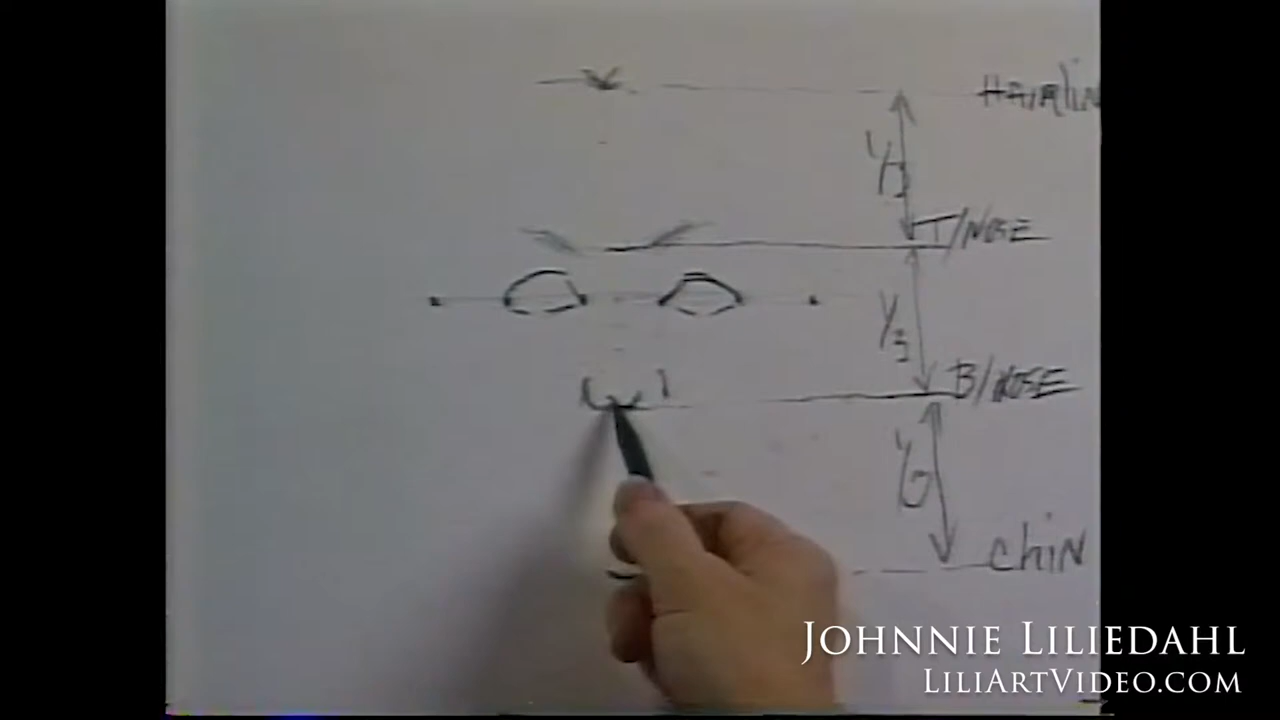 HAirlin
1/3
T/NOSE
1/3
B/NOSE
1/3
chiN
JOHNNIE LILIEDAHL
LILIARTVIDEO.COM